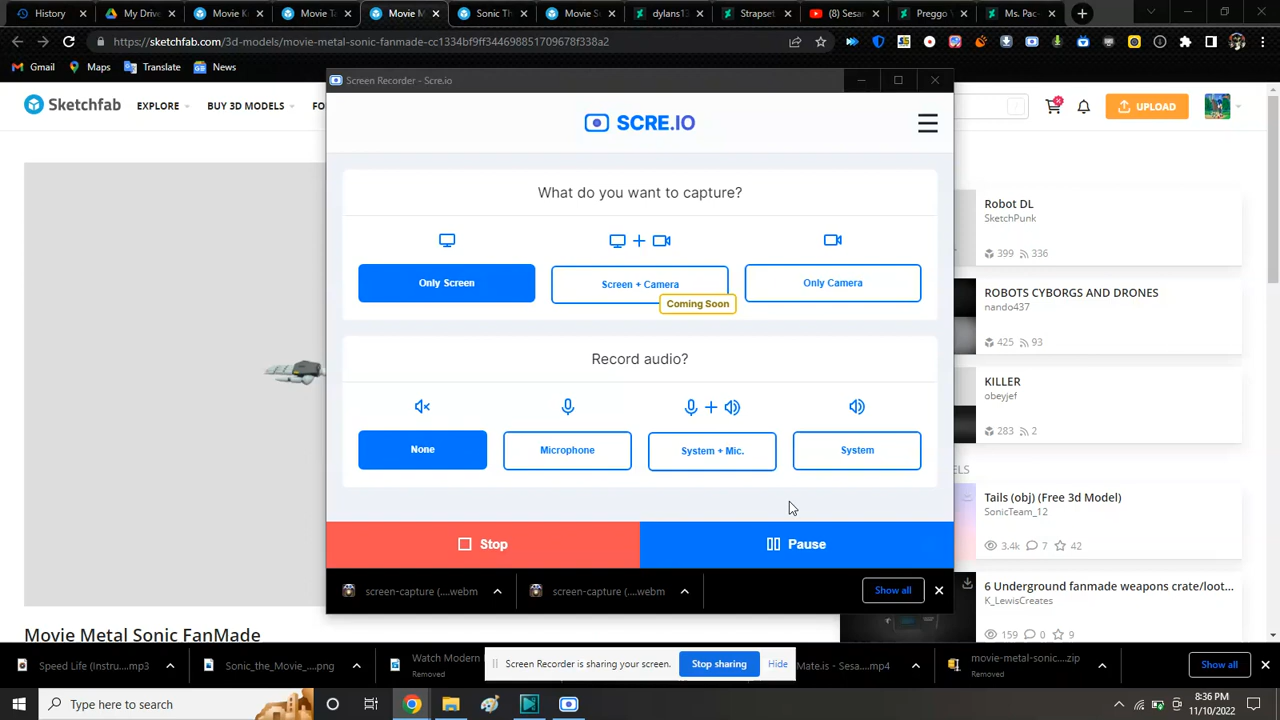 History
My Drive
Movie K
Movie Ta
Movie M
Sonic Th
Movie So
dylans13
Strapset
(8) Sesan
Preggo V
Ms. Pac-
https://sketchfab.com/3d-models/movie-metal-sonic-fanmade-cc1334bf9ff344698851709678f338a2
Gmail
Maps
Translate
News
Screen Recorder - Scre.io
Sketchfab
EXPLORE
BUY 3D MODELS
FO
SCRE.IO
UPLOAD
What do you want to capture?
Only Screen
Screen + Camera
Only Camera
Coming Soon
Record audio?
None
Microphone
System + Mic.
System
Stop
Pause
screen-capture (....webm
screen-capture (....webm
Show all
Robot DL
SketchPunk
399 336
ROBOTS CYBORGS AND DRONES
nando437
425 93
KILLER
obeyjef
283 2
ELS
Tails (obj) (Free 3d Model)
SonicTeam_12
3.4k 7 42
6 Underground fanmade weapons crate/loot...
K_LewisCreates
159 0 9
Movie Metal Sonic FanMade
Speed Life (Instru....mp3
Sonic_the_Movie_....png
Watch Modern
Removed
Screen Recorder is sharing your screen.
Stop sharing
Hide
Mate.is - Sesa....mp4
movie-metal-sonic....zip
Removed
Show all
Type here to search
8:36 PM
11/10/2022